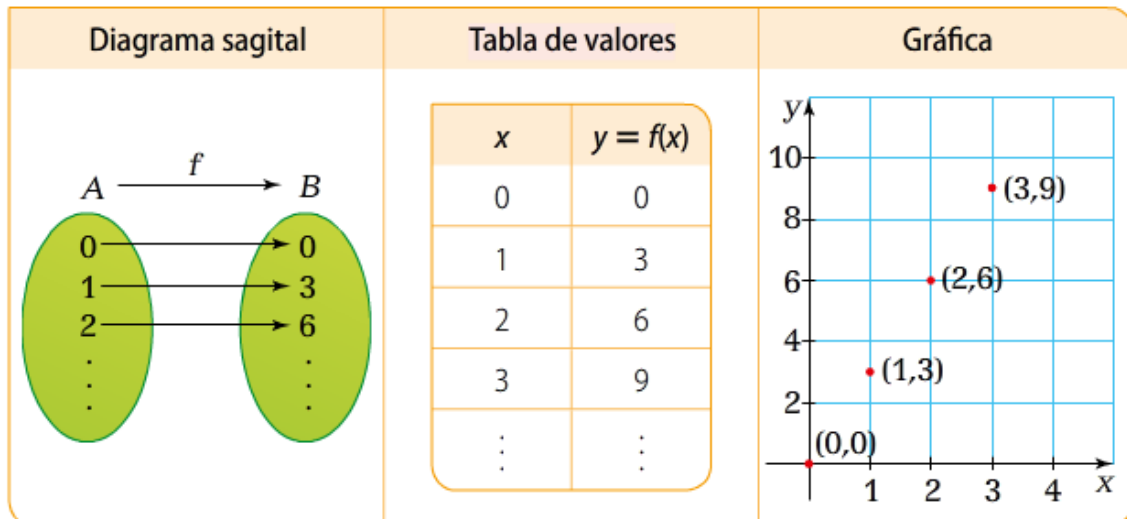 Diagrama sagital
f
A B
0 0
1 3
2 6
. .
. .
. .
Tabla de valores
x y = f(x)
0 0
1 3
2 6
3 9
⋮ ⋮
Gráfica
y
10
8
6
4
2
(3,9)
(2,6)
(1,3)
(0,0)
1 2 3 4 x